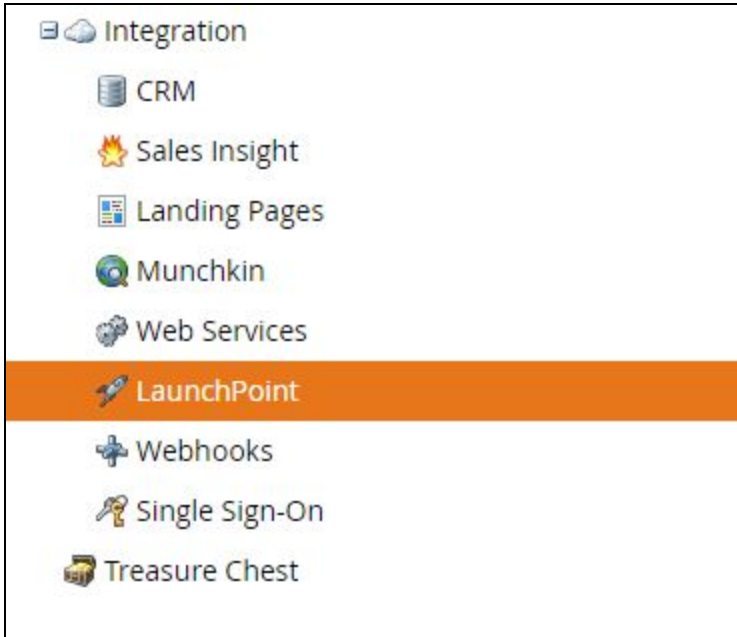 Integration
CRM
Sales Insight
Landing Pages
Munchkin
Web Services
LaunchPoint
Webhooks
Single Sign-On
Treasure Chest